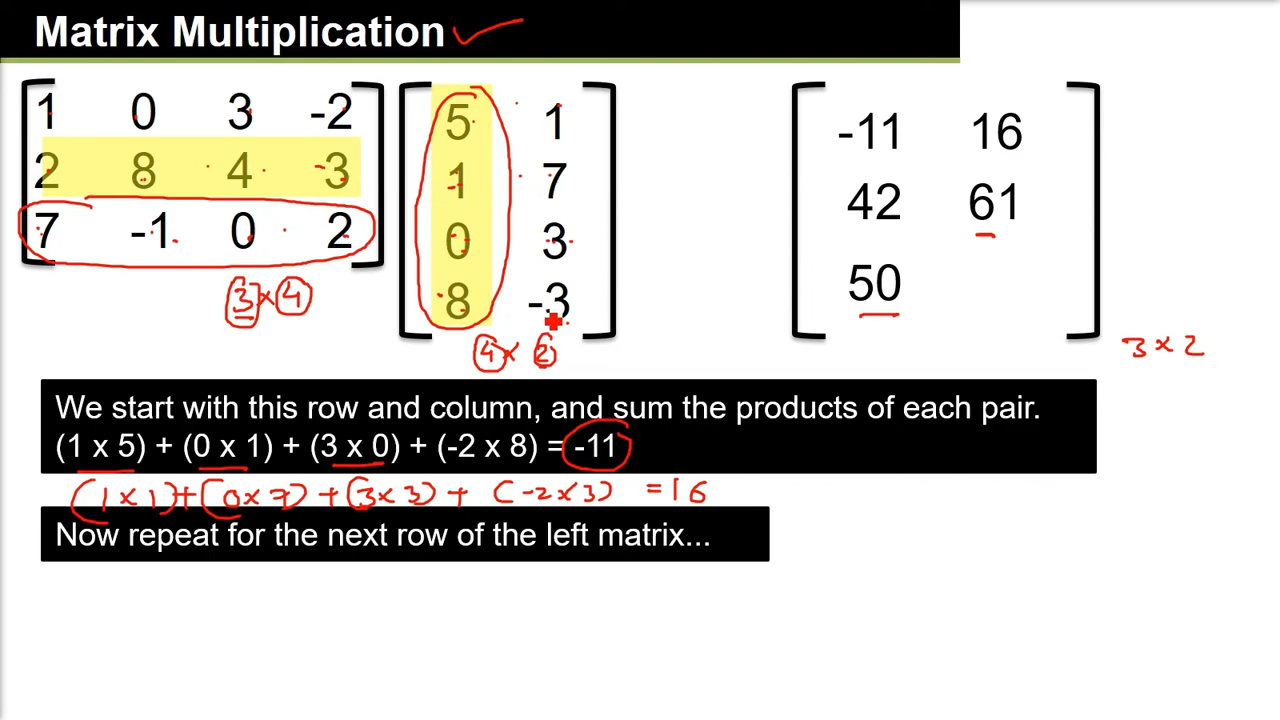 Matrix Multiplication
1 0 3 -2 5 1 -11 16
2 8 4 -3 1 7 42 61
7 -1 0 2 0 3 50
8 -3
3 x 4
4 x 2
3 x 2
We start with this row and column, and sum the products of each pair.
(1 x 5) + (0 x 1) + (3 x 0) + (-2 x 8) = -11
(1 x 1) + (0 x 7) + (3 x 3) + (-2 x 3) = 16
Now repeat for the next row of the left matrix...